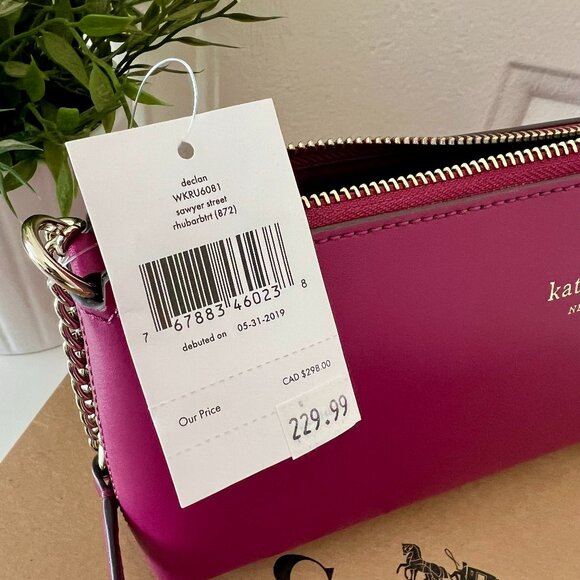 declan
WKRU6081
sawyer street
rhubarbtrt (872)
7 67883 46023 8
debuted on 05-31-2019
CAD $298.00
Our Price
229.99
kat